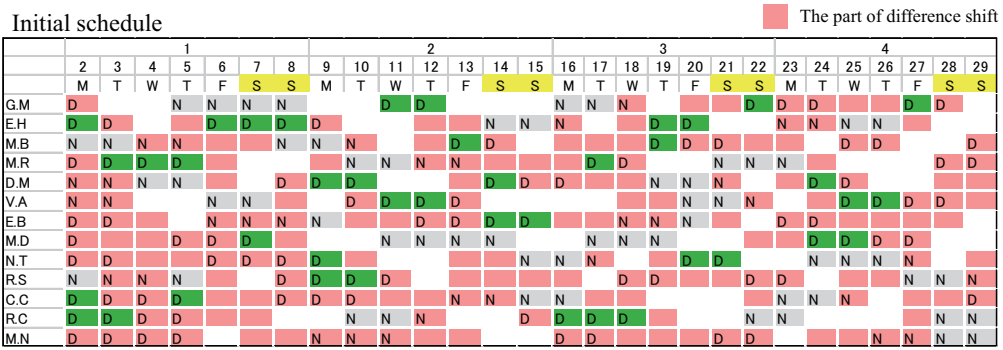 Initial schedule
The part of difference shift
1 2 3 4
2 3 4 5 6 7 8 9 10 11 12 13 14 15 16 17 18 19 20 21 22 23 24 25 26 27 28 29
M T W T F S S M T W T F S S M T W T F S S M T W T F S S
G.M D N N N N D D N N N D D D D D
E.H D D D D D D N N N D D N N N N
M.B N N N N N N N D D D D D D D D
M.R D D D D N N N N D D N N N D D
D.M N N N N D D D D D D N N N D D
V.A N N N N D D D D N N N D D D D
E.B D D N N N N D D D D N N N D D
M.D D D D D N N N N N N N D D D D
N.T D D D D D D N N N D D N N N N
R.S N N N N D D D D D D D D N N N
C.C D D D D D D D N N N N N N N D
R.C D D D D N N N D D D D N N N N
M.N D D D D N N N N D D D D N N N N